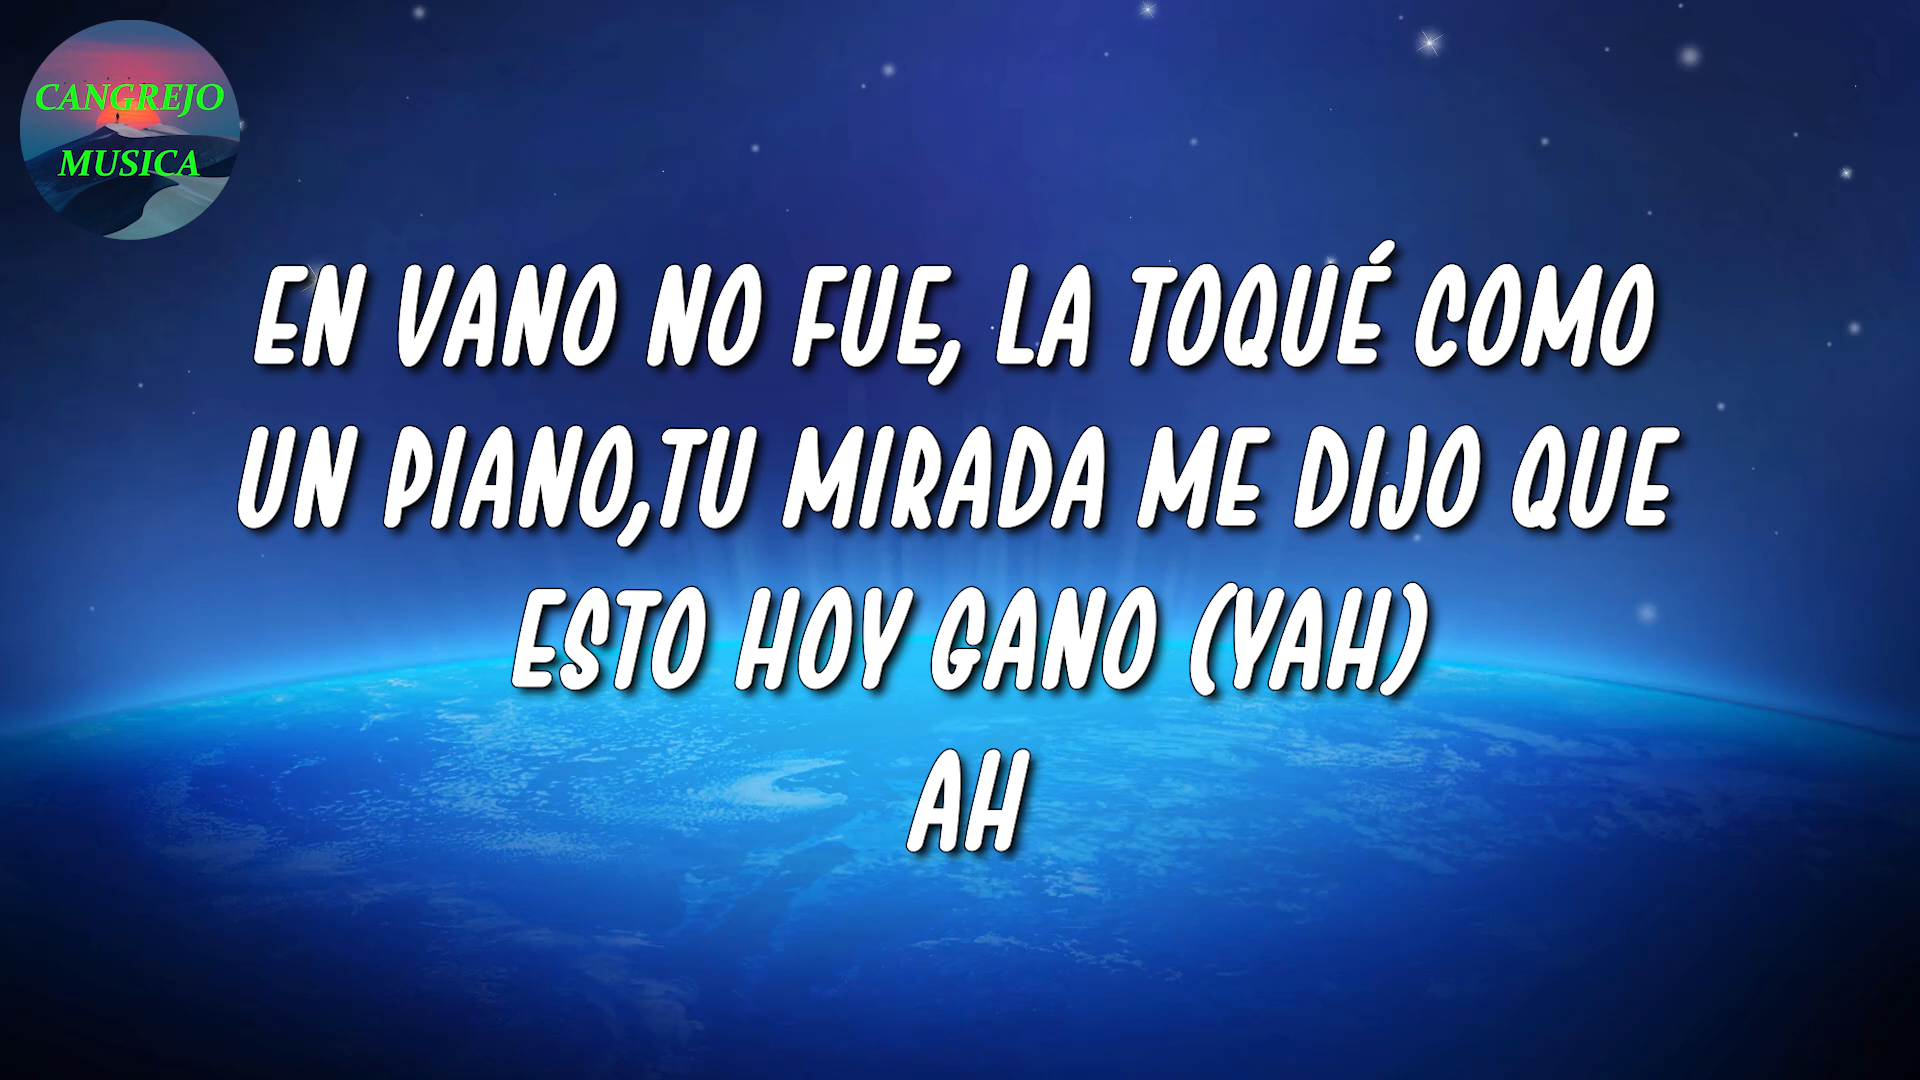 CANGREJO
MUSICA
EN VANO NO FUE, LA TOQUÉ COMO
UN PIANO,TU MIRADA ME DIJO QUE
ESTO HOY GANO (YAH)
AH